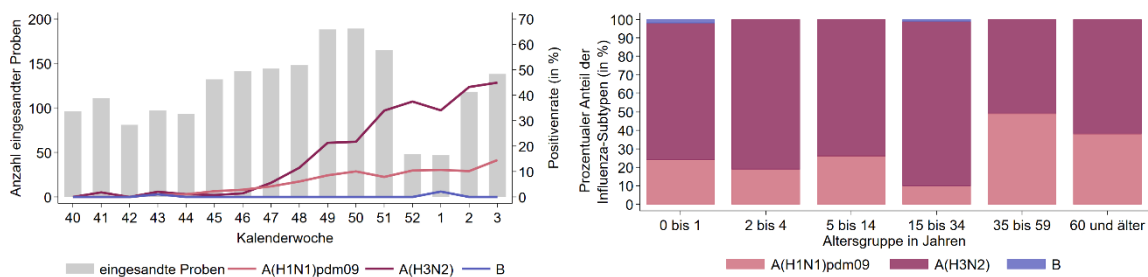 Anzahl eingesandter Proben
200
150
100
50
0
70
60
50
40
30
20
10
0
Positivenrate (in %)
40 41 42 43 44 45 46 47 48 49 50 51 52 1 2 3
Kalenderwoche
eingesandte Proben A(H1N1)pdm09 A(H3N2) B
Prozentualer Anteil der
Influenza-Subtypen (in %)
100
90
80
70
60
50
40
30
20
10
0
0 bis 1 2 bis 4 5 bis 14 15 bis 34 35 bis 59 60 und älter
Altersgruppe in Jahren
A(H1N1)pdm09 A(H3N2) B